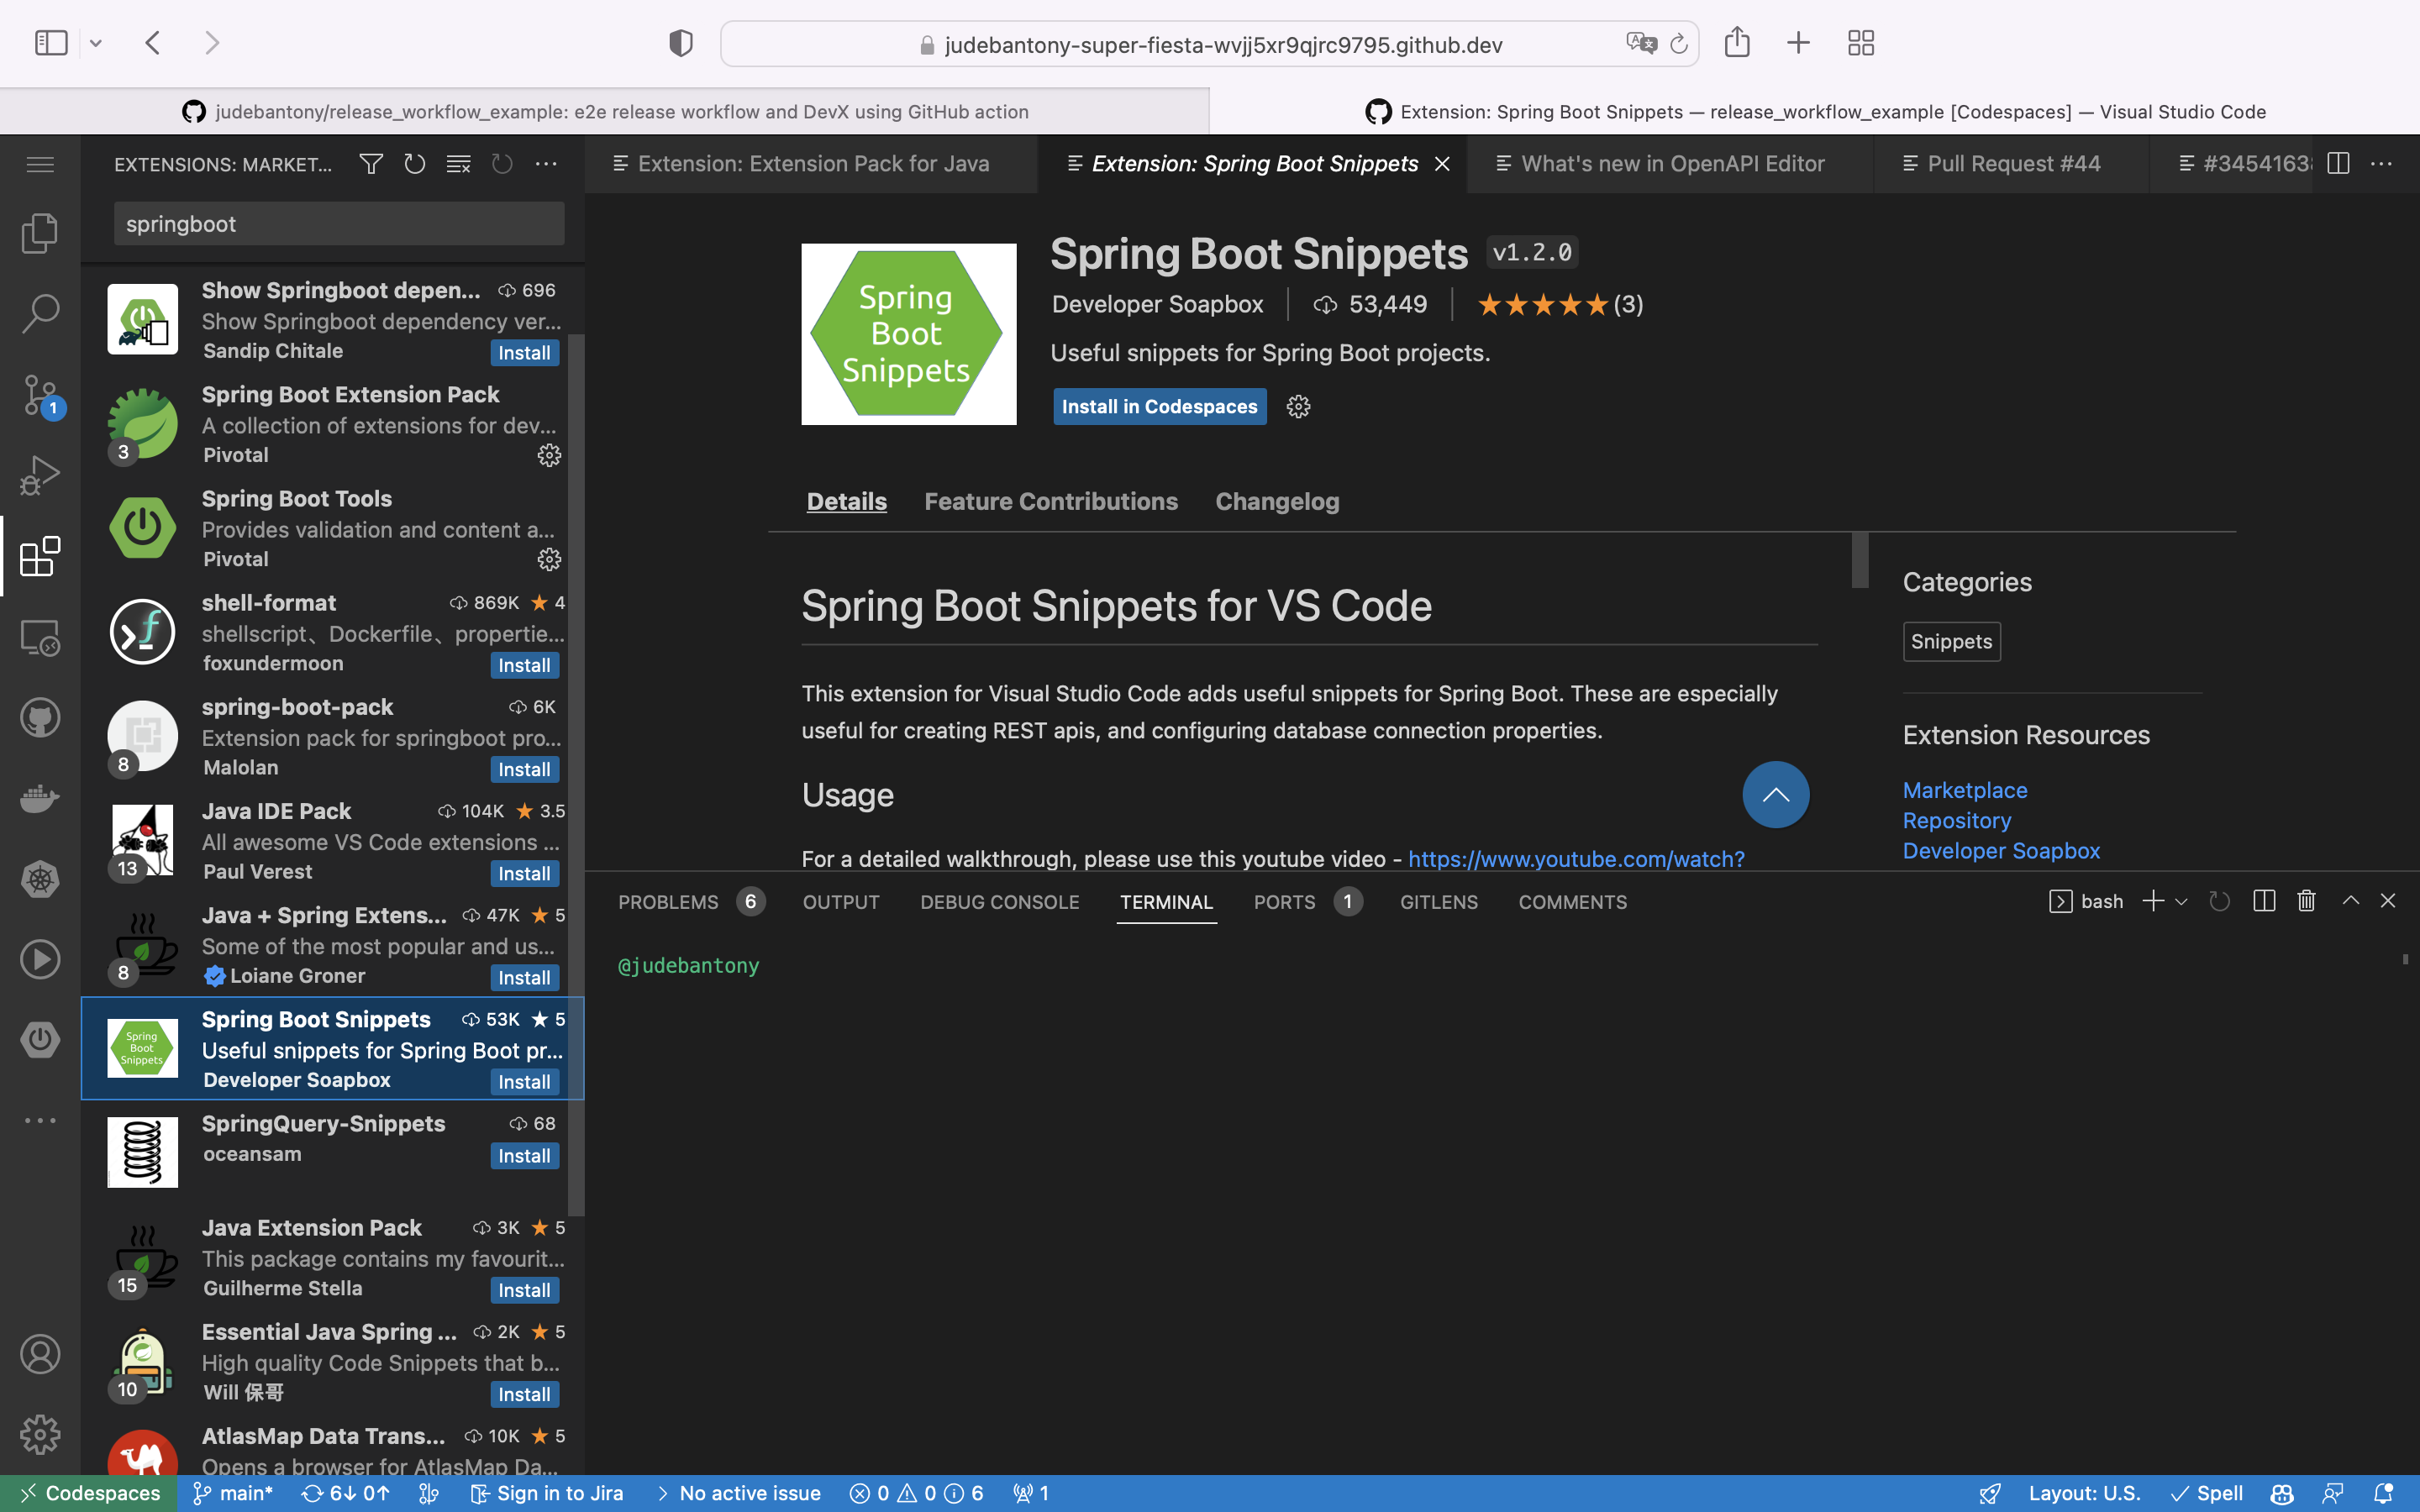 judebantony-super-fiesta-wvjj5xr9qjrc9795.github.dev
judebantony/release_workflow_example: e2e release workflow and DevX using GitHub action
Extension: Spring Boot Snippets — release_workflow_example [Codespaces] — Visual Studio Code
EXTENSIONS: MARKET...
Extension: Extension Pack for Java
Extension: Spring Boot Snippets
What's new in OpenAPI Editor
Pull Request #44
springboot
Show Springboot depen... 696
Show Springboot dependency ver...
Sandip Chitale Install
Spring Boot Extension Pack
A collection of extensions for dev...
3 Pivotal
Spring Boot Tools
Provides validation and content a...
Pivotal
shell-format 869K ★ 4
shellscript、Dockerfile、propertie...
foxundermoon Install
spring-boot-pack 6K
Extension pack for springboot pro...
8 Malolan Install
Java IDE Pack 104K ★ 3.5
All awesome VS Code extensions ...
13 Paul Verest Install
Java + Spring Extens... 47K ★ 5
Some of the most popular and us...
8 Loiane Groner Install
Spring Boot Snippets 53K ★ 5
Useful snippets for Spring Boot pr...
Developer Soapbox Install
Spring
Boot
Snippets
SpringQuery-Snippets 68
oceansam Install
Java Extension Pack 3K ★ 5
This package contains my favourit...
15 Guilherme Stella Install
Essential Java Spring ... 2K ★ 5
High quality Code Snippets that b...
10 Will 保哥 Install
AtlasMap Data Trans... 10K ★ 5
Opens a browser for AtlasMap Da...
1
Spring
Boot
Snippets
Spring Boot Snippets v1.2.0
Developer Soapbox 53,449 ★★★★★(3)
Useful snippets for Spring Boot projects.
Install in Codespaces
Details Feature Contributions Changelog
Spring Boot Snippets for VS Code
This extension for Visual Studio Code adds useful snippets for Spring Boot. These are especially
useful for creating REST apis, and configuring database connection properties.
Usage
For a detailed walkthrough, please use this youtube video - https://www.youtube.com/watch?
Categories
Snippets
Extension Resources
Marketplace
Repository
Developer Soapbox
PROBLEMS 6 OUTPUT DEBUG CONSOLE TERMINAL PORTS 1 GITLENS COMMENTS
bash
@judebantony
Codespaces main* 6↓ 0↑ Sign in to Jira No active issue 0 0 6 1
Layout: U.S. Spell